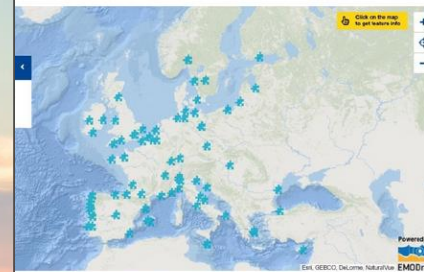 Click on the map
to get feature info
Powered
Esri, GEBCO, DeLorme, NaturalVue
EMODn